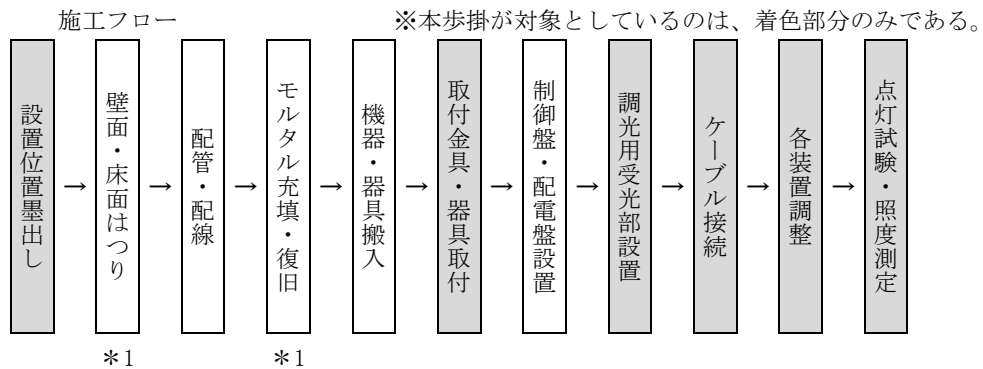 施工フロー
※本歩掛が対象としているのは、着色部分のみである。
設置位置墨出し
→
壁面・床面はつり
→
配管・配線
→
モルタル充填・復旧
→
機器・器具搬入
→
取付金具・器具取付
→
制御盤・配電盤設置
→
調光用受光部設置
→
ケーブル接続
→
各装置調整
→
点灯試験・照度測定
＊1
＊1